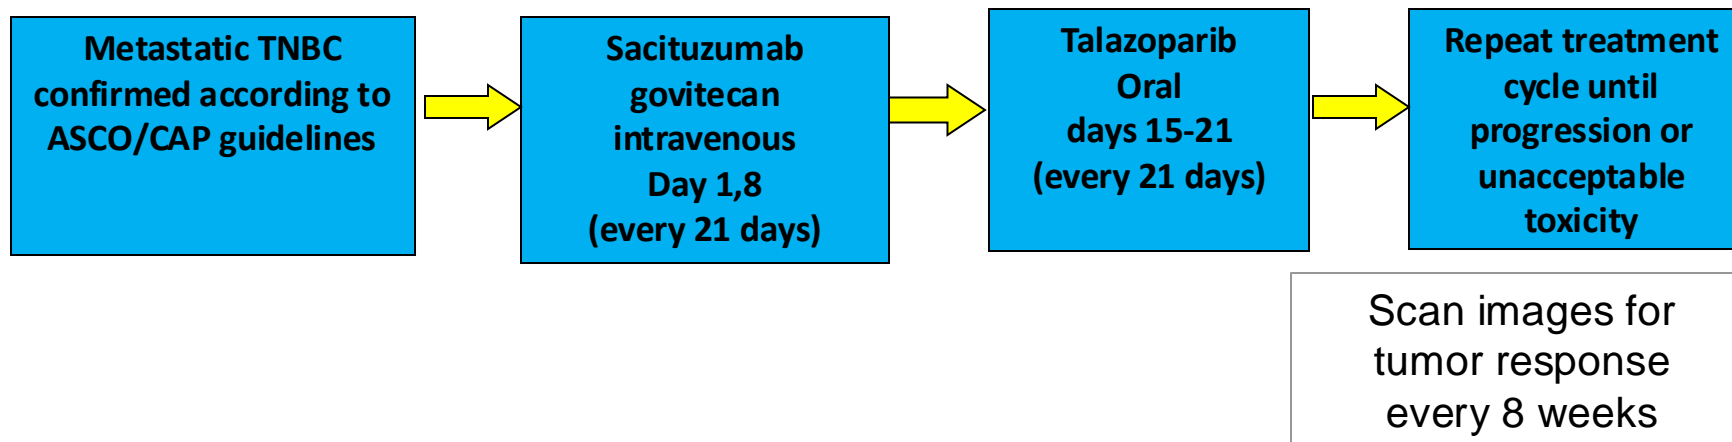 Metastatic TNBC
confirmed according to
ASCO/CAP guidelines
Sacituzumab
govitecan
intravenous
Day 1,8
(every 21 days)
Talazoparib
Oral
days 15-21
(every 21 days)
Repeat treatment
cycle until
progression or
unacceptable
toxicity
Scan images for
tumor response
every 8 weeks